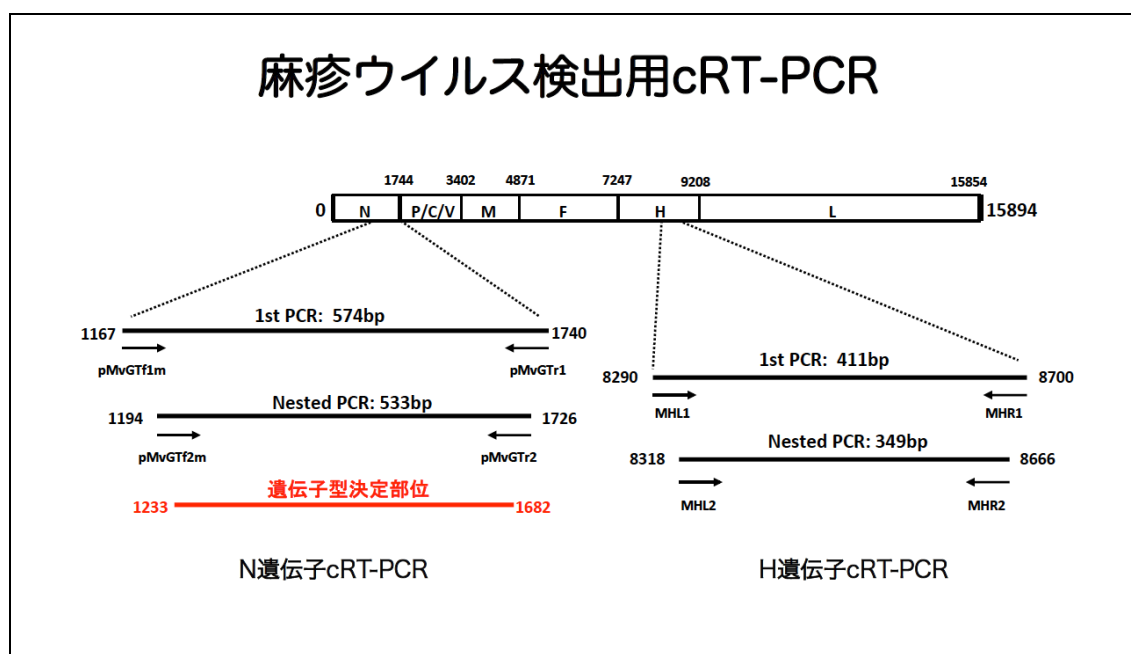 麻疹ウイルス検出用cRT-PCR
1744 3402 4871 7247 9208 15854
0 N P/C/V M F H L 15894
1st PCR: 574bp
1167 1740
pMvGTf1m pMvGTr1
Nested PCR: 533bp
1194 1726
pMvGTf2m pMvGTr2
遺伝子型決定部位
1233 1682
N遺伝子cRT-PCR
1st PCR: 411bp
8290 8700
MHL1 MHR1
Nested PCR: 349bp
8318 8666
MHL2 MHR2
H遺伝子cRT-PCR